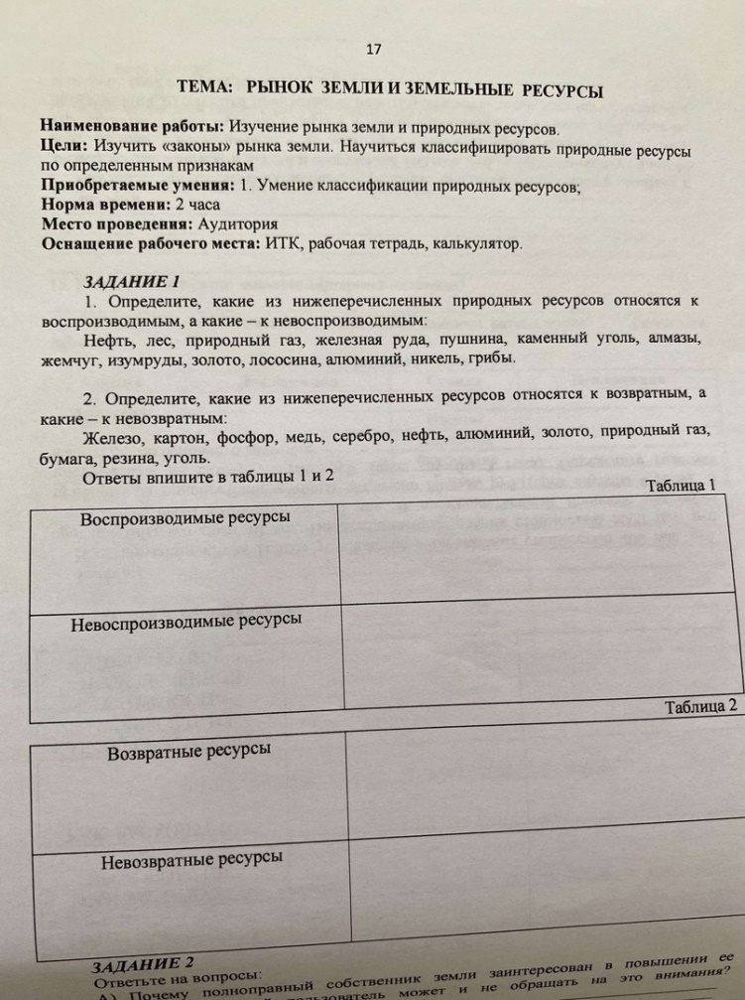 17
ТЕМА: РЫНОК ЗЕМЛИ И ЗЕМЕЛЬНЫЕ РЕСУРСЫ
Наименование работы: Изучение рынка земли и природных ресурсов.
Цели: Изучить «законы» рынка земли. Научиться классифицировать природные ресурсы
по определенным признакам
Приобретаемые умения: 1. Умение классификации природных ресурсов;
Норма времени: 2 часа
Место проведения: Аудитория
Оснащение рабочего места: ИТК, рабочая тетрадь, калькулятор.
ЗАДАНИЕ 1
1. Определите, какие из нижеперечисленных природных ресурсов относятся к
воспроизводимым, а какие – к невоспроизводимым:
Нефть, лес, природный газ, железная руда, пушнина, каменный уголь, алмазы,
жемчуг, изумруды, золото, лососина, алюминий, никель, грибы.
2. Определите, какие из нижеперечисленных ресурсов относятся к возвратным, а
какие – к невозвратным:
Железо, картон, фосфор, медь, серебро, нефть, алюминий, золото, природный газ,
бумага, резина, уголь.
Ответы впишите в таблицы 1 и 2
Таблица 1
Воспроизводимые ресурсы
Невоспроизводимые ресурсы
Таблица 2
Возвратные ресурсы
Невозвратные ресурсы
ЗАДАНИЕ 2
Ответьте на вопросы:
А) Почему полноправный собственник земли заинтересован в повышении ее
пользователь может и не обращать на это внимания?